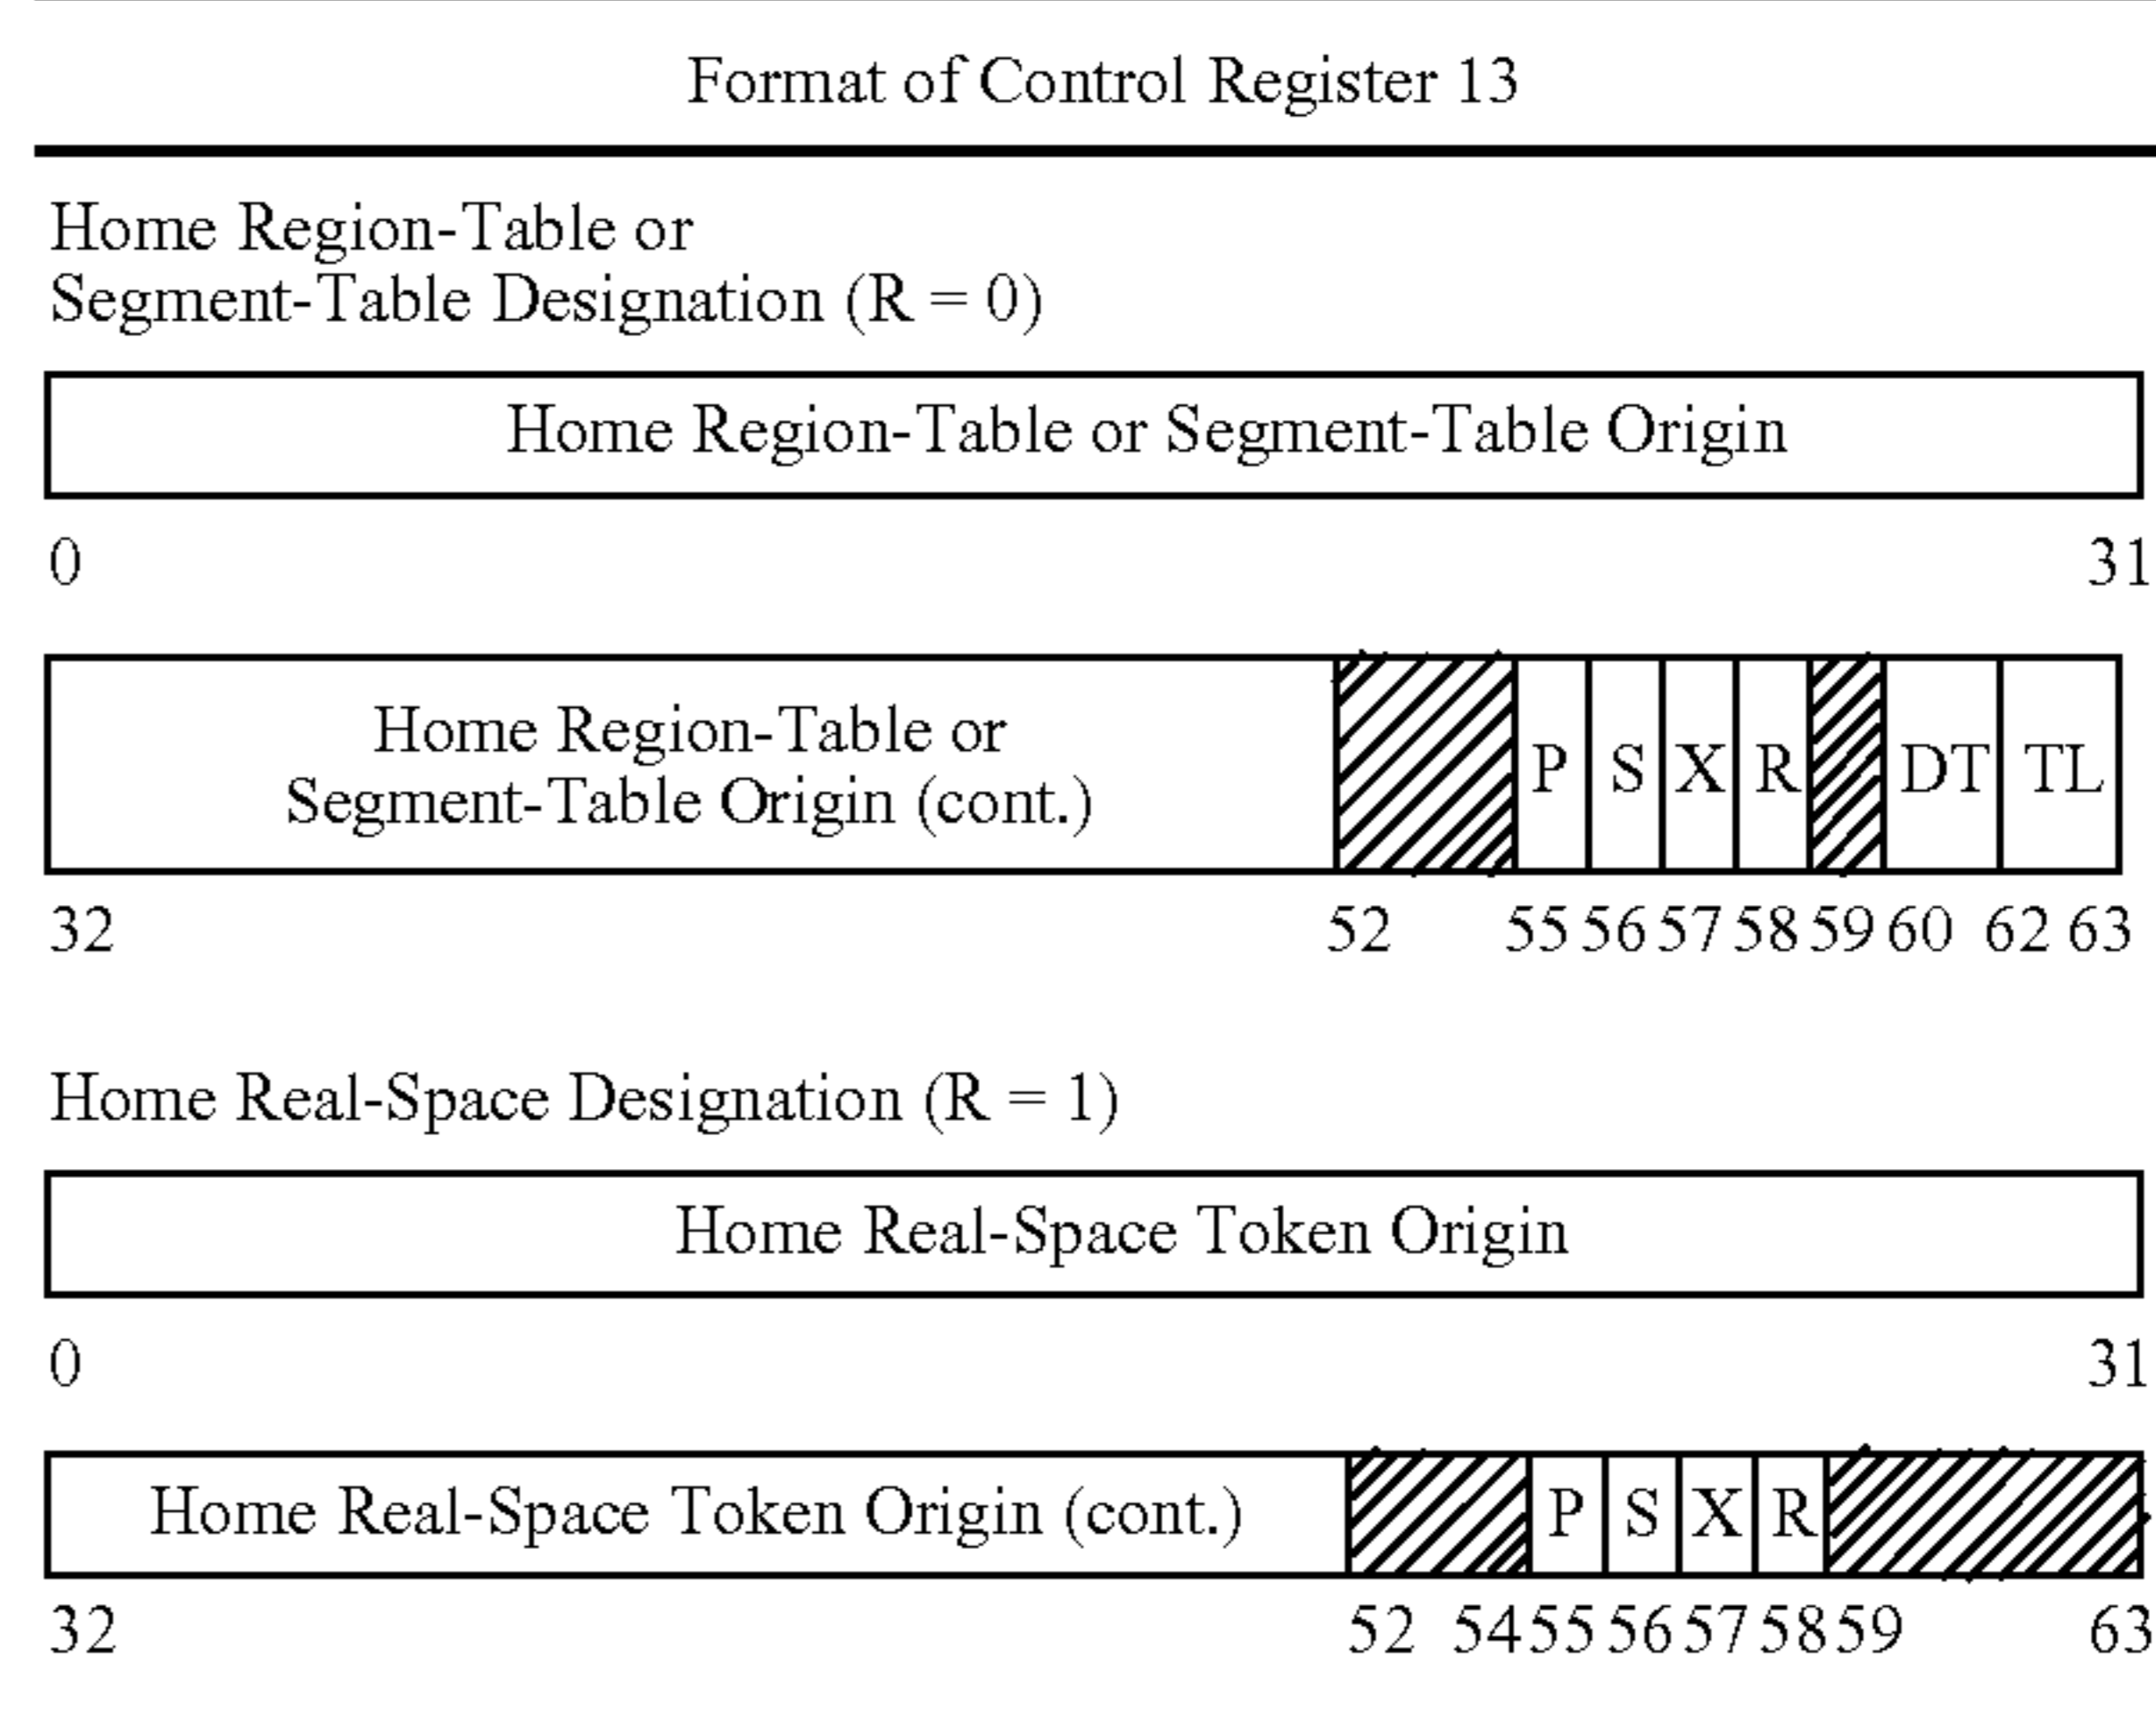 Format of Control Register 13
Home Region-Table or
Segment-Table Designation (R = 0)
Home Region-Table or Segment-Table Origin
0 31
Home Region-Table or
Segment-Table Origin (cont.)
P S X R DT TL
32 52 55 56 57 58 59 60 62 63
Home Real-Space Designation (R = 1)
Home Real-Space Token Origin
0 31
Home Real-Space Token Origin (cont.) P S X R
32 52 54 55 56 57 58 59 63